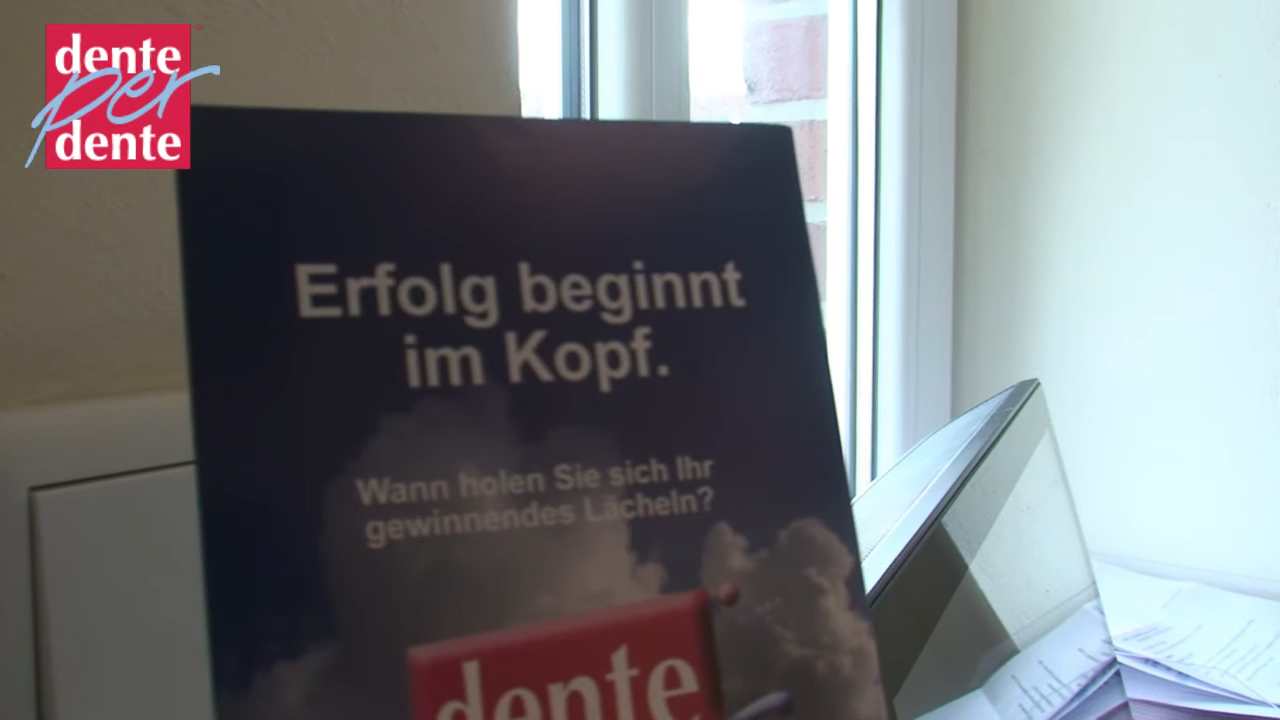 dente
per
dente
Erfolg beginnt
im Kopf.
Wann holen Sie sich Ihr
gewinnendes Lächeln?
dente